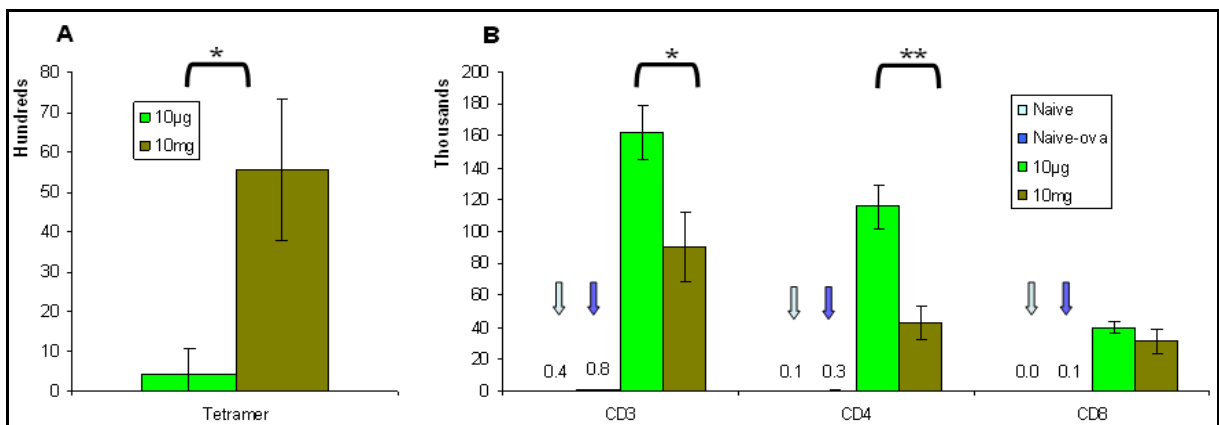 A
*
80
70
60
50
40
30
20
10
0
Hundreds
10µg
10mg
Tetramer
B
*
**
200
180
160
140
120
100
80
60
40
20
0
Thousands
Naive
Naive-ova
10µg
10mg
0.4
0.8
0.1
0.3
0.0
0.1
CD3
CD4
CD8